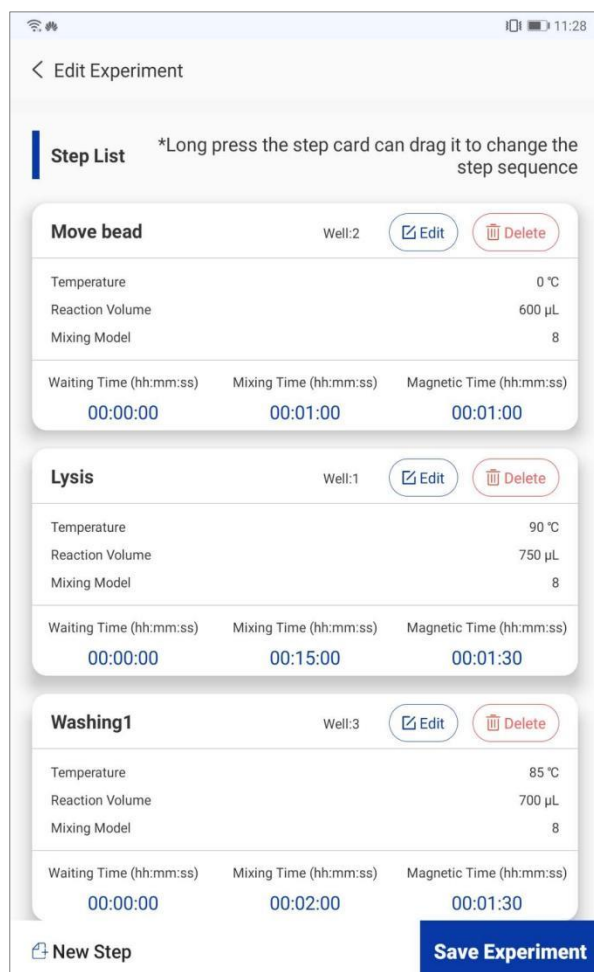 11:28
Edit Experiment
Step List
*Long press the step card can drag it to change the
step sequence
Move bead Well:2 Edit Delete
Temperature 0 ℃
Reaction Volume 600 μL
Mixing Model 8
Waiting Time (hh:mm:ss) Mixing Time (hh:mm:ss) Magnetic Time (hh:mm:ss)
00:00:00 00:01:00 00:01:00
Lysis Well:1 Edit Delete
Temperature 90 ℃
Reaction Volume 750 μL
Mixing Model 8
Waiting Time (hh:mm:ss) Mixing Time (hh:mm:ss) Magnetic Time (hh:mm:ss)
00:00:00 00:15:00 00:01:30
Washing1 Well:3 Edit Delete
Temperature 85 ℃
Reaction Volume 700 μL
Mixing Model 8
Waiting Time (hh:mm:ss) Mixing Time (hh:mm:ss) Magnetic Time (hh:mm:ss)
00:00:00 00:02:00 00:01:30
New Step Save Experiment